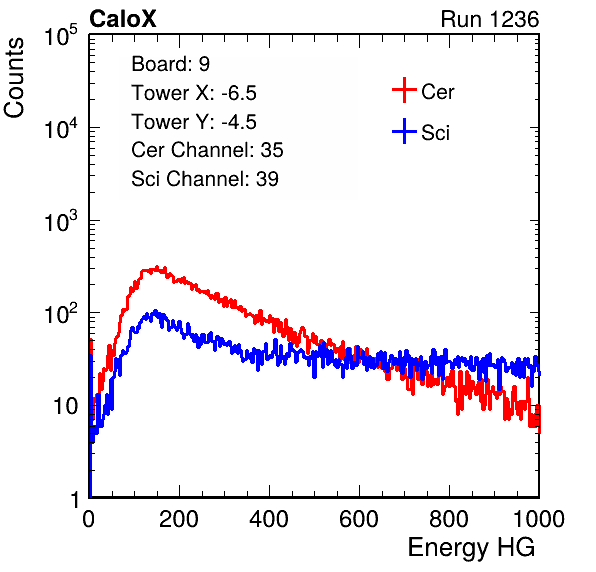 CaloX Run 1236
Counts
10^5
10^4
10^3
10^2
10
1
Board: 9
Tower X: -6.5
Tower Y: -4.5
Cer Channel: 35
Sci Channel: 39
Cer
Sci
0 200 400 600 800 1000
Energy HG